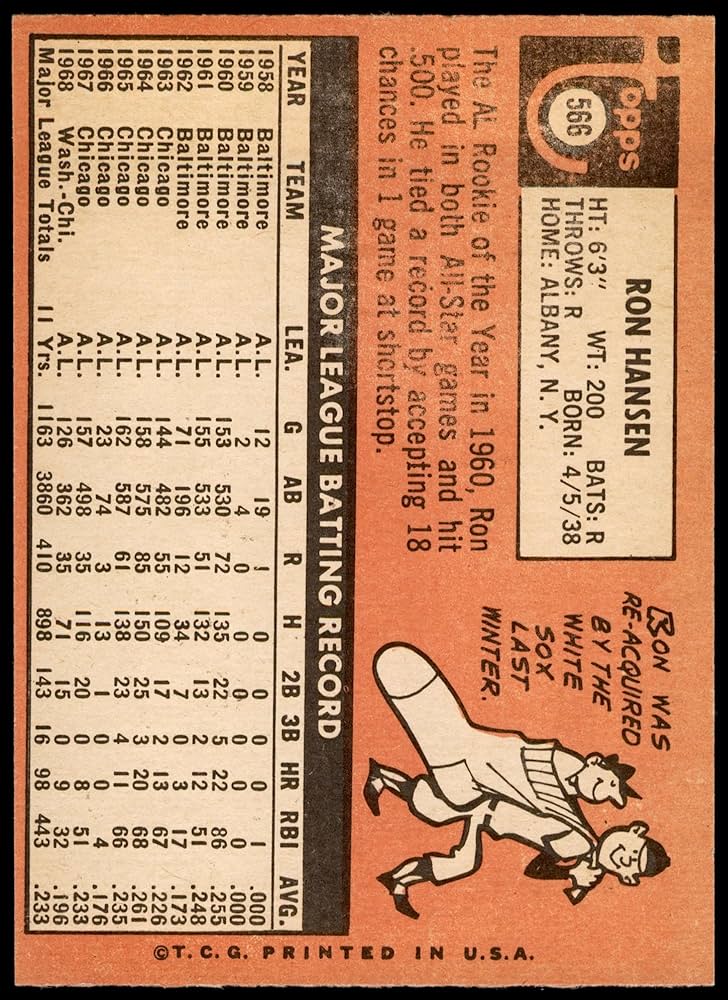 Topps
566
RON HANSEN
HT: 6'3" WT: 200 BATS: R
THROWS: R BORN: 4/5/38
HOME: ALBANY, N. Y.
The AL Rookie of the Year in 1960, Ron
played in both All-Star games and hit
.500. He tied a record by accepting 18
chances in 1 game at shortstop.
RON WAS
RE-ACQUIRED
BY THE
WHITE
SOX
LAST
WINTER.
MAJOR LEAGUE BATTING RECORD
YEAR TEAM LEA. G AB R H 2B 3B HR RBI AVG.
1958 Baltimore A.L. 12 19 1 0 0 0 0 1 .000
1959 Baltimore A.L. 2 4 0 0 0 0 0 0 .000
1960 Baltimore A.L. 153 530 72 135 22 5 22 86 .255
1961 Baltimore A.L. 155 533 51 132 13 2 12 51 .248
1962 Baltimore A.L. 71 196 12 34 7 0 3 17 .173
1963 Chicago A.L. 144 482 55 109 17 2 13 67 .226
1964 Chicago A.L. 158 575 85 150 25 3 20 68 .261
1965 Chicago A.L. 162 587 61 138 23 4 11 66 .235
1966 Chicago A.L. 23 74 3 13 1 0 0 4 .176
1967 Chicago A.L. 157 498 35 116 20 0 8 51 .233
1968 Wash.-Chi. A.L. 126 362 35 71 15 0 9 32 .196
Major League Totals 11 Yrs. 1163 3860 410 898 143 16 98 443 .233
©T.C.G. PRINTED IN U.S.A.